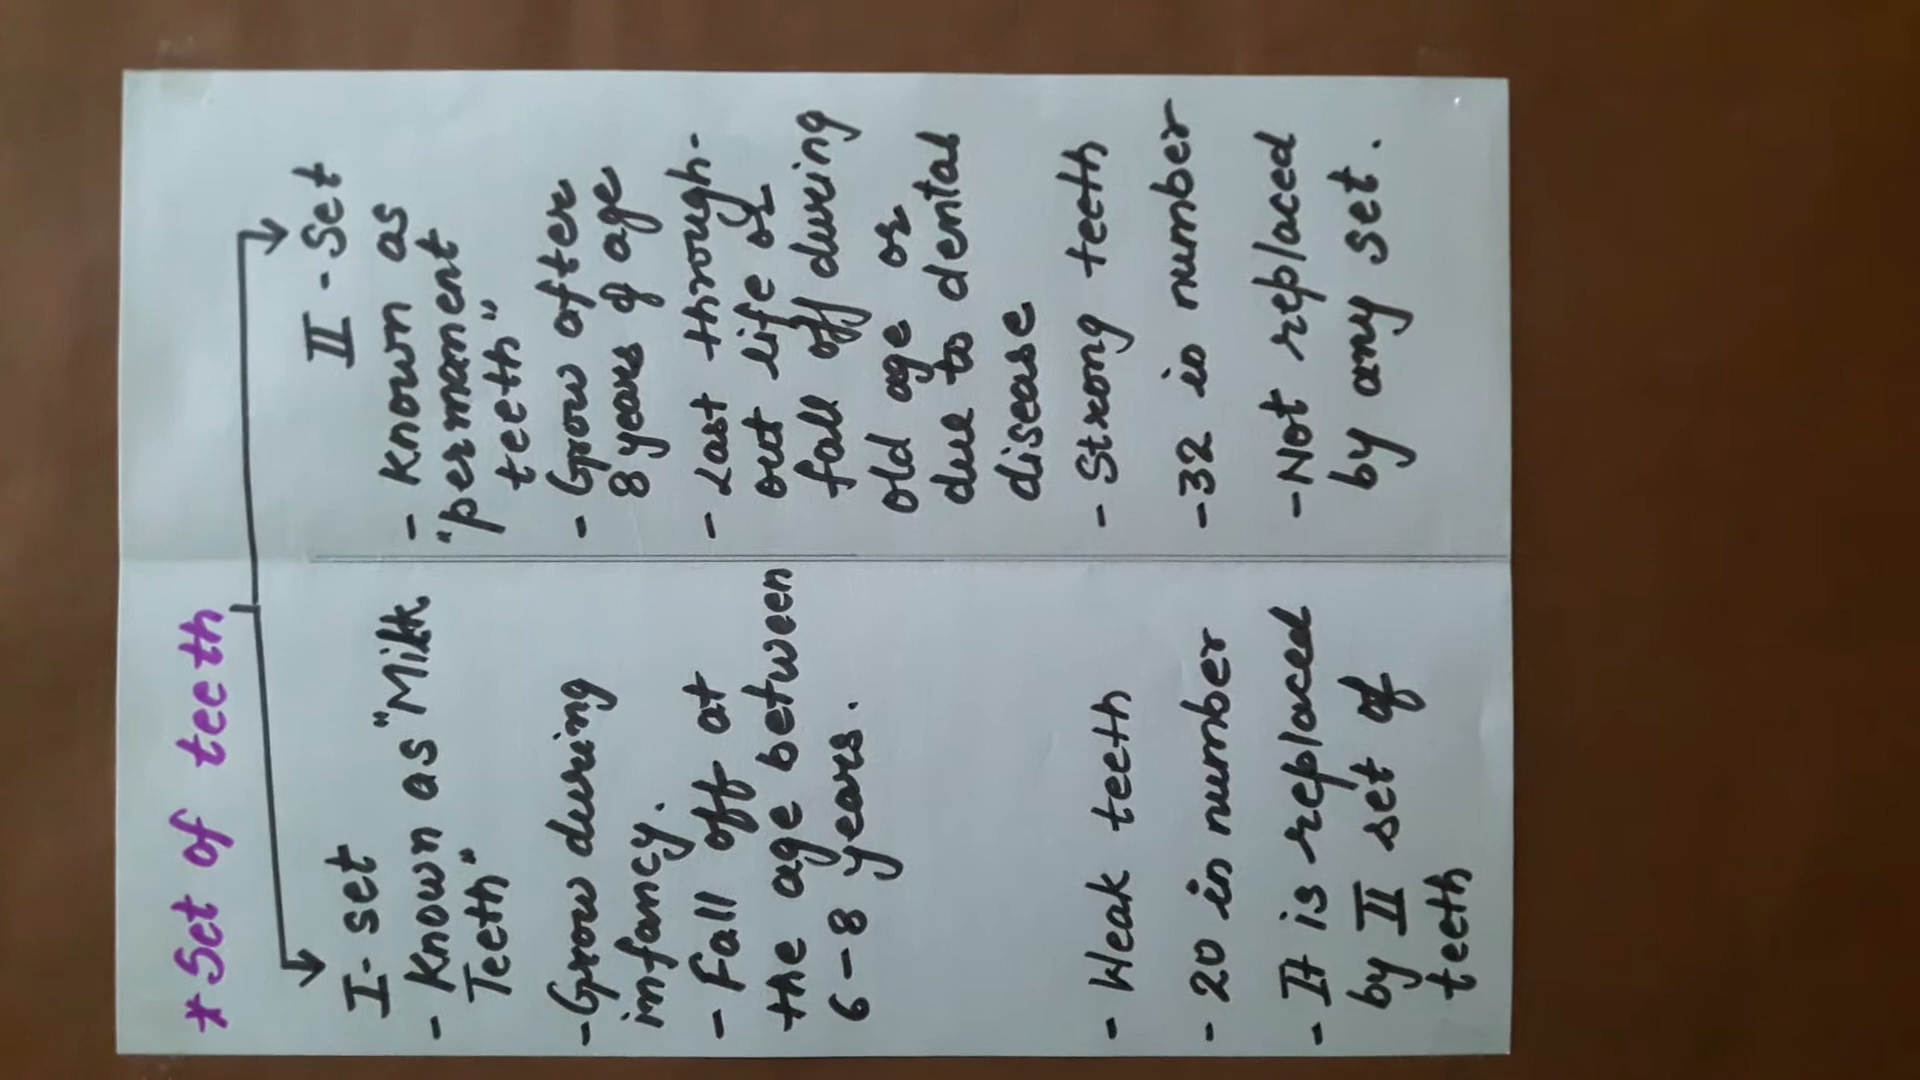 * Set of teeth
I- set
- Known as "Milk
Teeth"
- Grow during
infancy.
- Fall off at
the age between
6-8 years.
- Weak teeth
- 20 in number
- It is replaced
by II set of
teeth
II - Set
- Known as
"permanent
teeth"
- Grow after
8 years of age
- Last through-
out life or
fall off during
old age or
due to dental
disease
- Strong teeth
- 32 in number
- Not replaced
by any set.